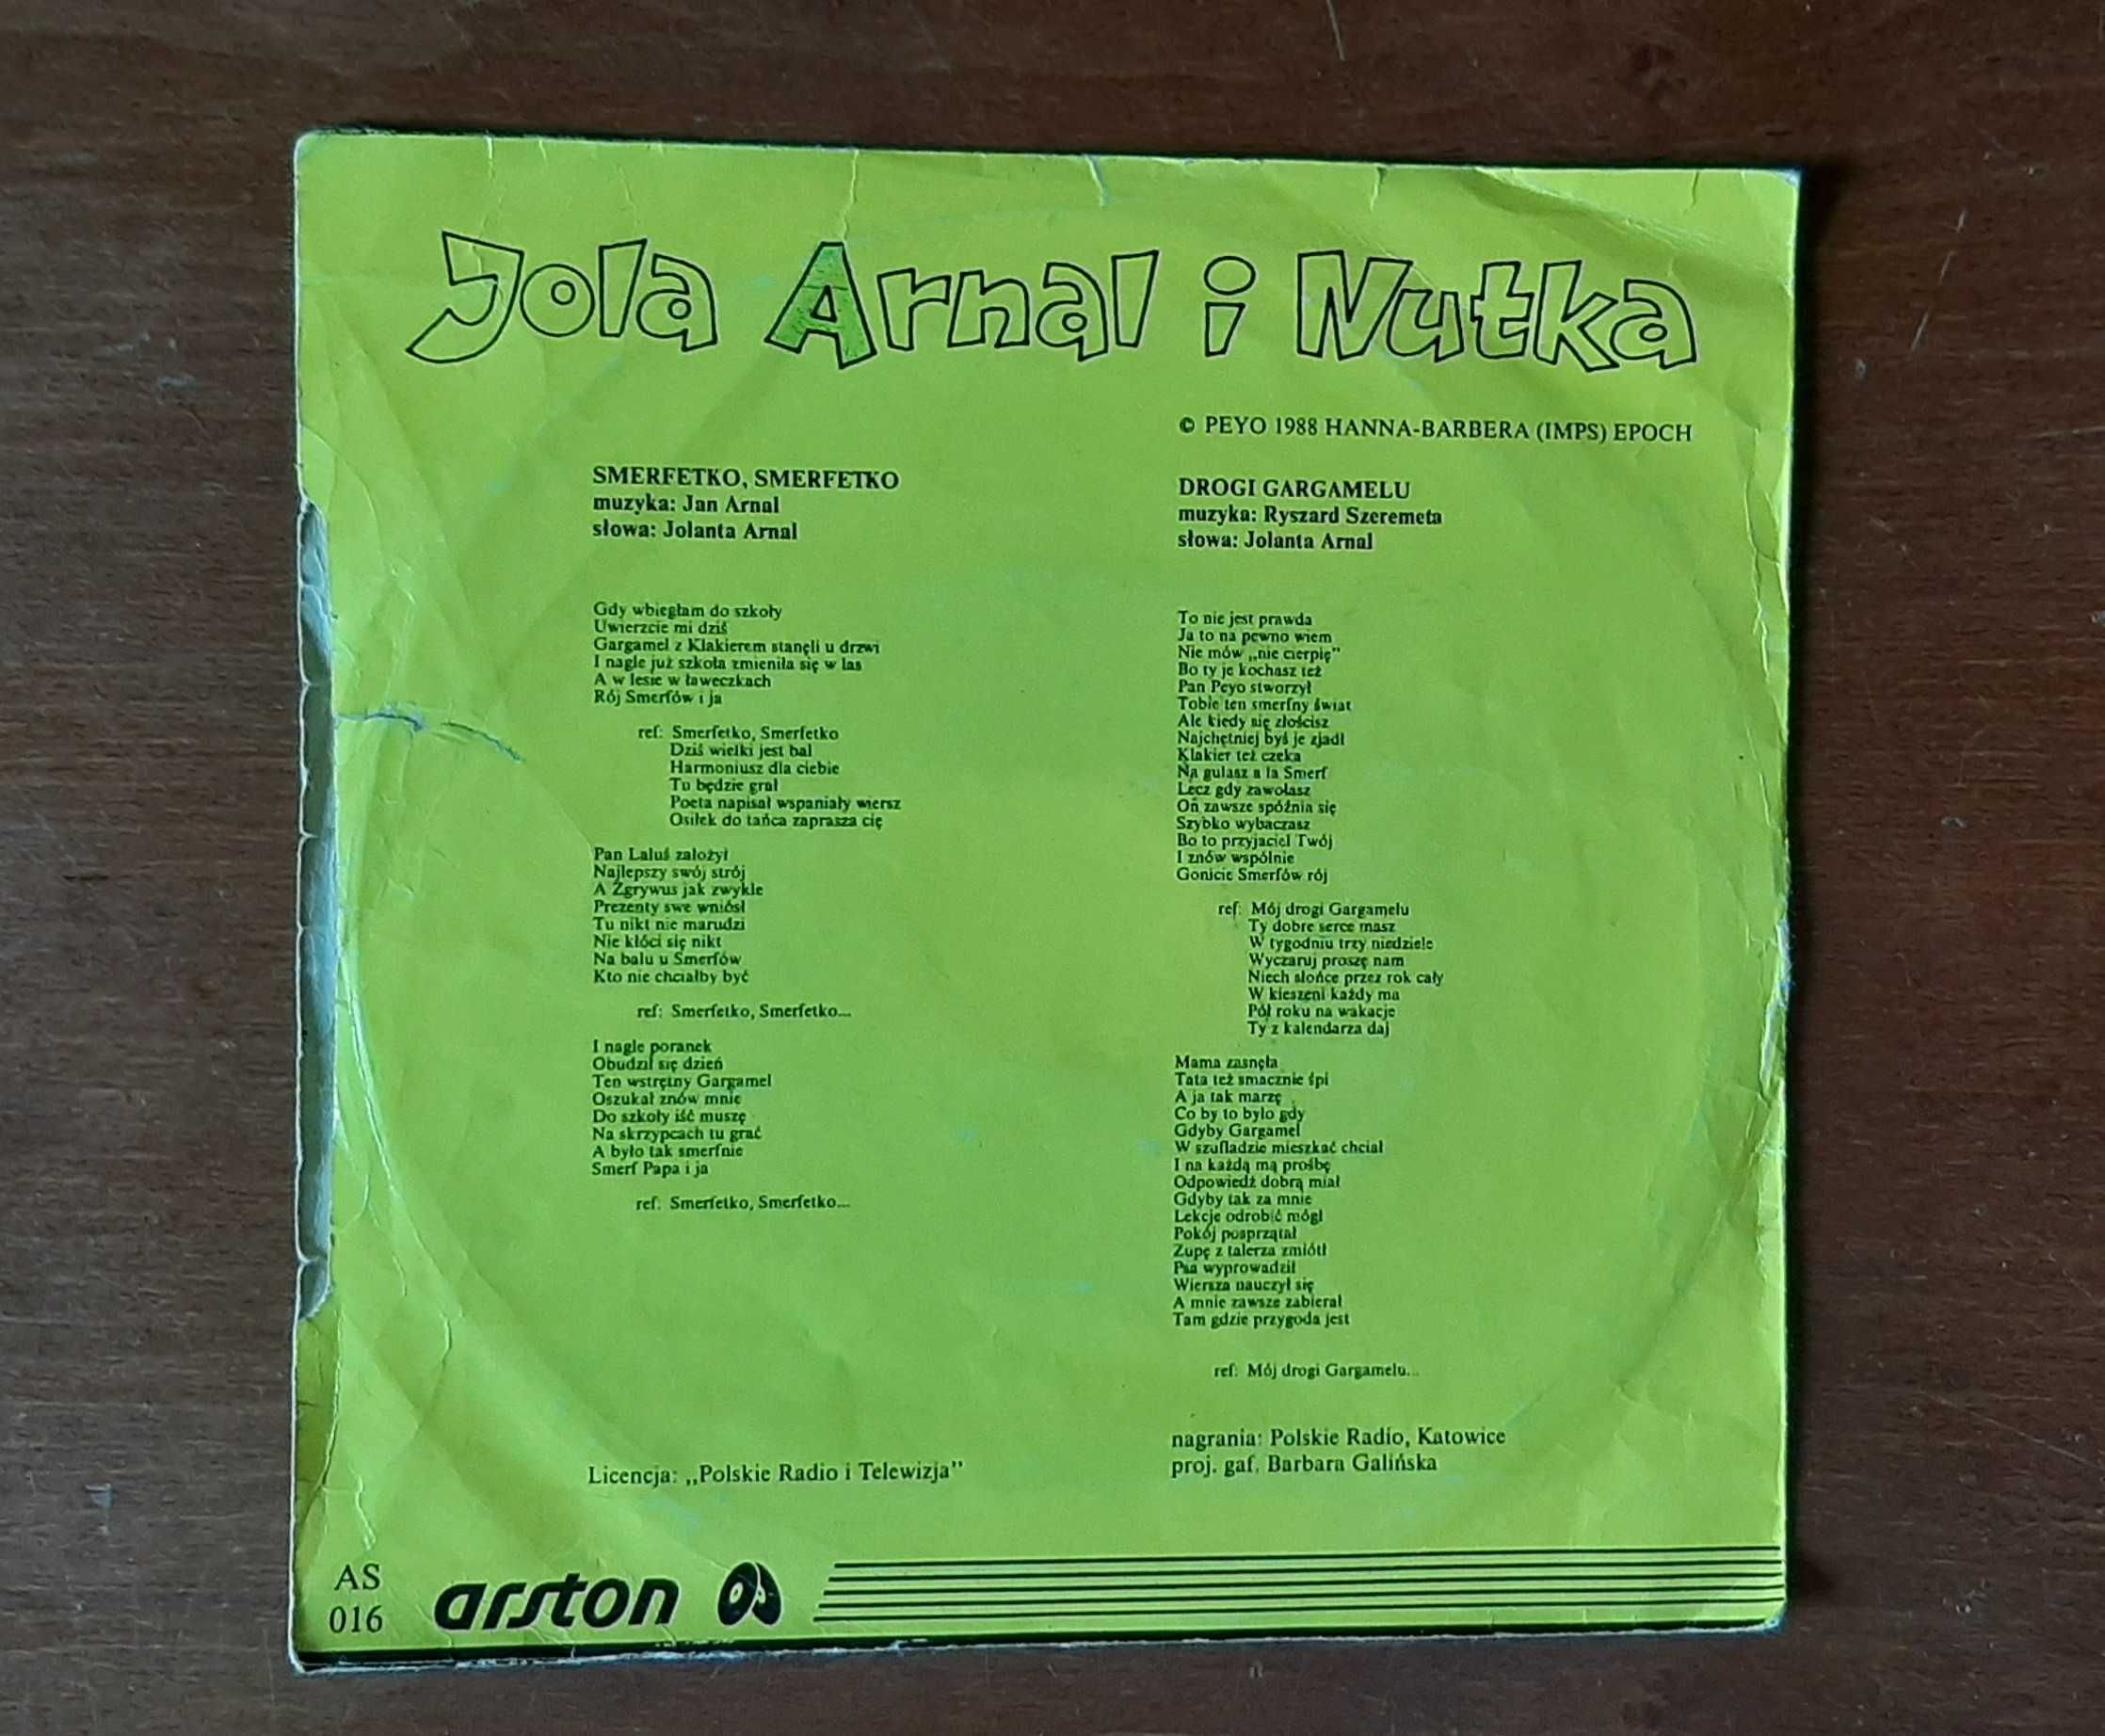 Jola Arnal i Nutka
© PEYO 1988 HANNA-BARBERA (IMPS) EPOCH
SMERFETKO, SMERFETKO
muzyka: Jan Arnal
słowa: Jolanta Arnal
Gdy wbiegłam do szkoły
Uwierzcie mi dziś
Gargamel z Klakierem stanęli u drzwi
I nagle już szkoła zmieniła się w las
A w lesie w ławeczkach
Rój Smerfów i ja
ref: Smerfetko, Smerfetko
Dziś wielki jest bal
Harmoniusz dla ciebie
Tu będzie grał
Poeta napisał wspaniały wiersz
Osiłek do tańca zaprasza cię
Pan Laluś założył
Najlepszy swój strój
A Zgrywus jak zwykle
Prezenty swe wniósł
Tu nikt nie marudzi
Nie kłóci się nikt
Na balu u Smerfów
Kto nie chciałby być
ref: Smerfetko, Smerfetko...
I nagle poranek
Obudził się dzień
Ten wstrętny Gargamel
Oszukał znów mnie
Do szkoły iść muszę
Na skrzypcach tu grać
A było tak smerfnie
Smerf Papa i ja
ref: Smerfetko, Smerfetko...
DROGI GARGAMELU
muzyka: Ryszard Szeremeta
słowa: Jolanta Arnal
To nie jest prawda
Ja to na pewno wiem
Nie mów „nie cierpię”
Bo ty je kochasz też
Pan Peyo stworzył
Tobie ten smerfny świat
Ale kiedy się złościsz
Najchętniej byś je zjadł
Klakier też czeka
Na gulasz a la Smerf
Lecz gdy zawołasz
On zawsze spóźnia się
Szybko wybaczasz
Bo to przyjaciel Twój
I znów wspólnie
Gonicie Smerfów rój
ref: Mój drogi Gargamelu
Ty dobre serce masz
W tygodniu trzy niedziele
Wyczaruj proszę nam
Niech słońce przez rok cały
W kieszeni każdy ma
Pół roku na wakacje
Ty z kalendarza daj
Mama zasnęła
Tata też smacznie śpi
A ja tak marzę
Co by to było gdy
Gdyby Gargamel
W szufladzie mieszkać chciał
I na każdą mą prośbę
Odpowiedź dobrą miał
Gdyby tak za mnie
Lekcje odrobić mógł
Pokój posprzątał
Zupę z talerza zmiótł
Psa wyprowadził
Wiersza nauczył się
A mnie zawsze zabierał
Tam gdzie przygoda jest
ref: Mój drogi Gargamelu...
Licencja: „Polskie Radio i Telewizja”
nagrania: Polskie Radio, Katowice
proj. gaf. Barbara Galińska
AS
016
arston